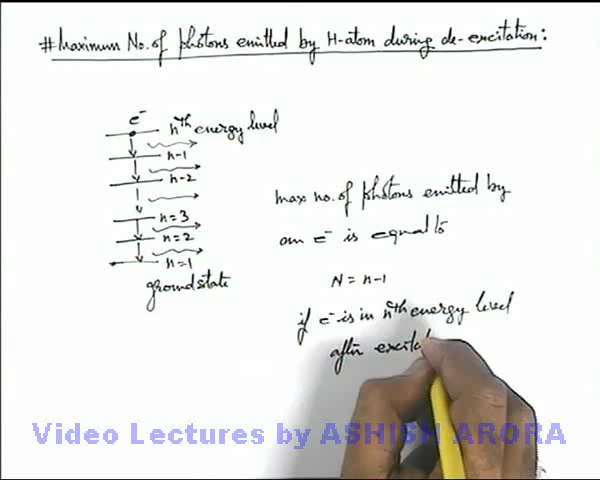 # Maximum No. of photons emitted by H-atom during de-excitation:
e⁻
nᵗʰ energy level
n-1
n-2
n=3
n=2
n=1
ground state
max no. of photons emitted by
an e⁻ is equal to
N = n-1
if e⁻ is in nᵗʰ energy level
after excitat
Video Lectures by ASHISH ARORA